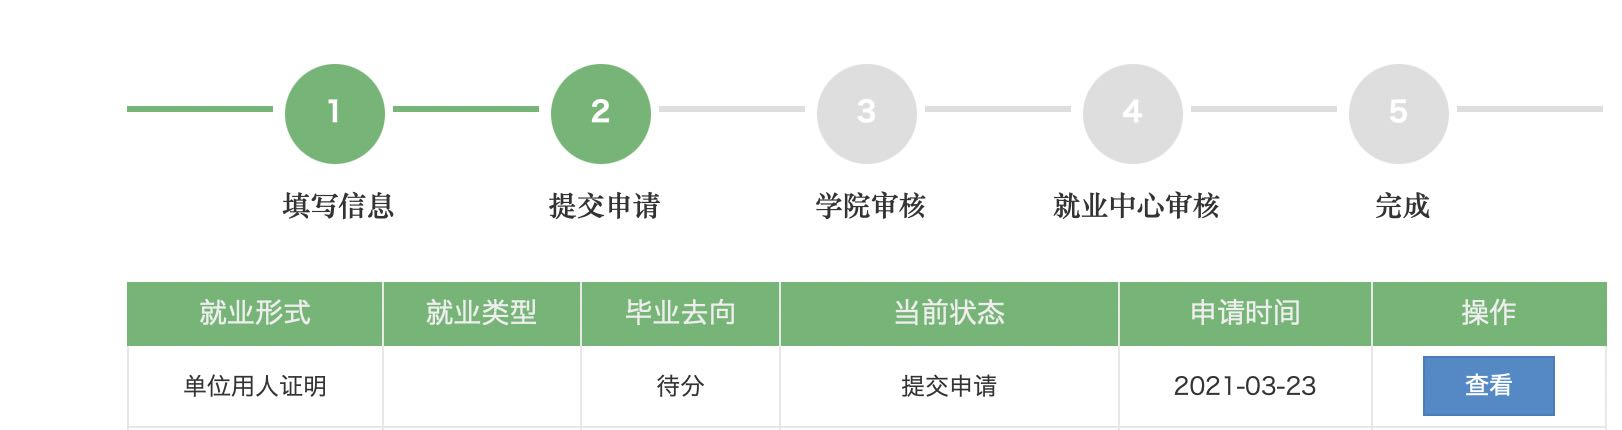 1 2 3 4 5
填写信息 提交申请 学院审核 就业中心审核 完成
就业形式 就业类型 毕业去向 当前状态 申请时间 操作
单位用人证明 待分 提交申请 2021-03-23 查看